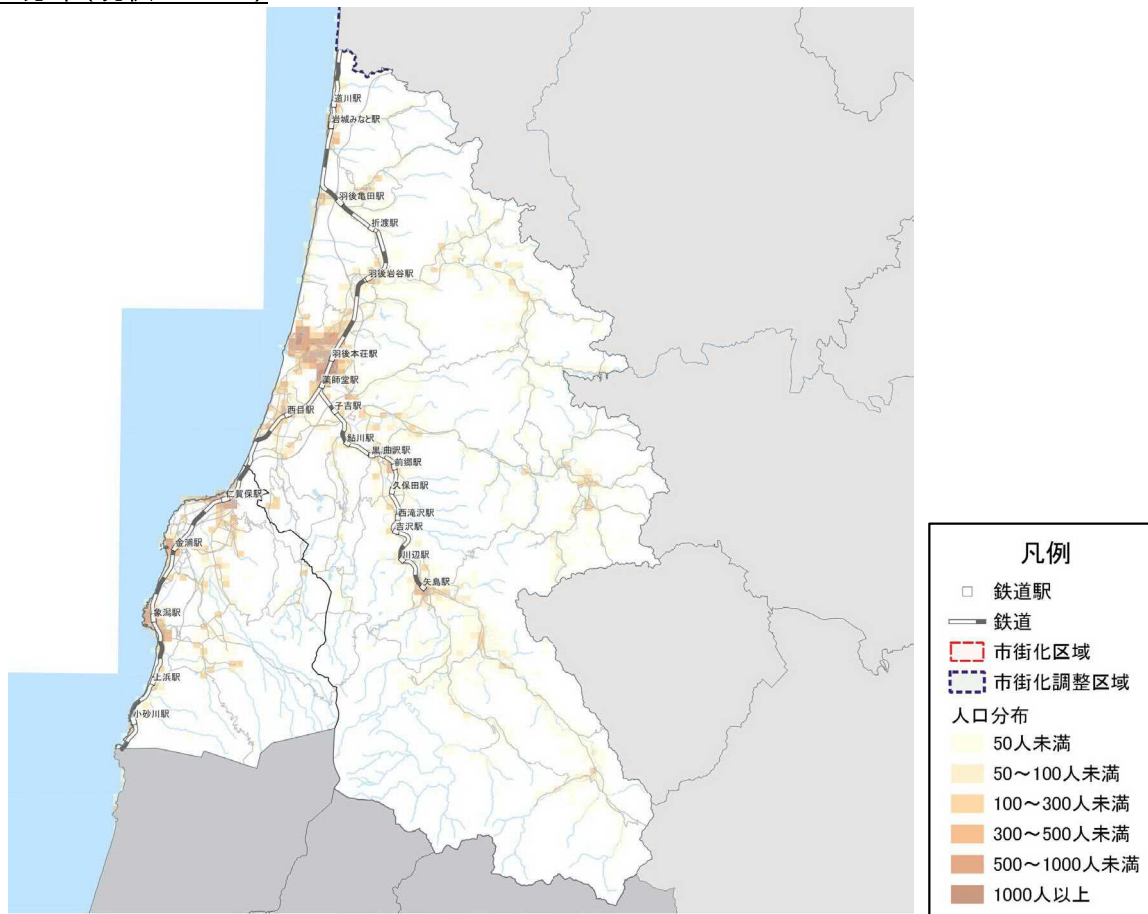 道川駅
岩城みなと駅
羽後亀田駅
折渡駅
羽後岩谷駅
羽後本荘駅
薬師堂駅
子吉駅
西目駅
鮎川駅
黒沢駅
曲沢駅
前郷駅
久保田駅
西滝沢駅
吉沢駅
川辺駅
矢島駅
仁賀保駅
金浦駅
象潟駅
上浜駅
小砂川駅
凡例
鉄道駅
鉄道
市街化区域
市街化調整区域
人口分布
50人未満
50～100人未満
100～300人未満
300～500人未満
500～1000人未満
1000人以上